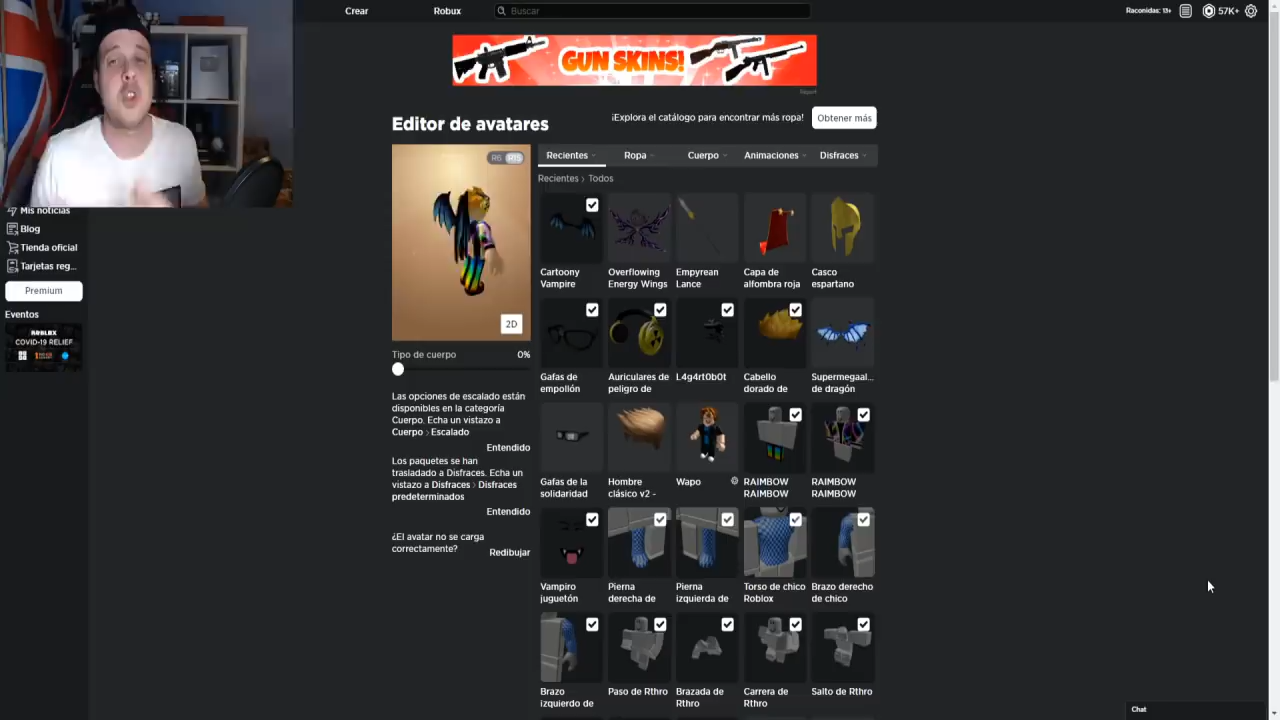 Crear
Robux
Buscar
Raconidas: 13+
57K+
GUN SKINS!
Report
Editor de avatares
¡Explora el catálogo para encontrar más ropa!
Obtener más
R6
R15
2D
Tipo de cuerpo
0%
Las opciones de escalado están
disponibles en la categoría
Cuerpo. Echa un vistazo a
Cuerpo > Escalado
Entendido
Los paquetes se han
trasladado a Disfraces. Echa un
vistazo a Disfraces > Disfraces
predeterminados
Entendido
¿El avatar no se carga
correctamente?
Redibujar
Recientes
Ropa
Cuerpo
Animaciones
Disfraces
Recientes > Todos
Cartoony
Vampire
Overflowing
Energy Wings
Empyrean
Lance
Capa de
alfombra roja
Casco
espartano
Gafas de
empollón
Auriculares de
peligro de
L4g4rt0b0t
Cabello
dorado de
Supermegaal...
de dragón
Gafas de la
solidaridad
Hombre
clásico v2 -
Wapo
RAIMBOW
RAIMBOW
RAIMBOW
RAIMBOW
Vampiro
juguetón
Pierna
derecha de
Pierna
izquierda de
Torso de chico
Roblox
Brazo derecho
de chico
Brazo
izquierdo de
Paso de Rthro
Brazada de
Rthro
Carrera de
Rthro
Salto de Rthro
Mis noticias
Blog
Tienda oficial
Tarjetas reg...
Premium
Eventos
ROBLOX
COVID-19 RELIEF
Chat